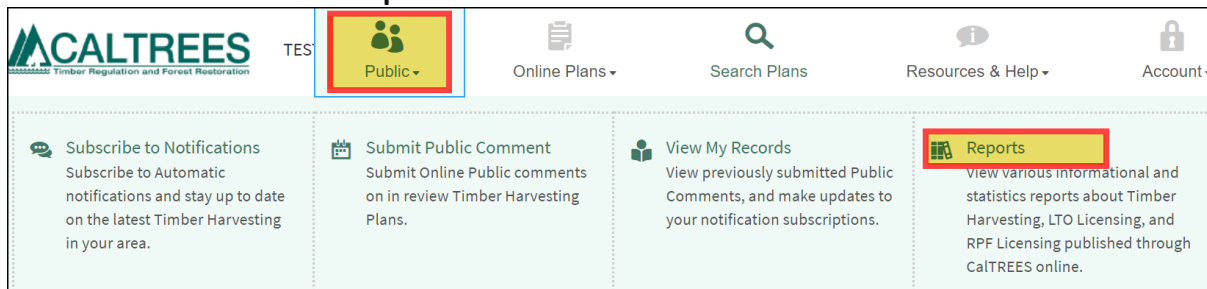 CALTREES
Timber Regulation and Forest Restoration
TES
Public
Online Plans
Search Plans
Resources & Help
Account
Subscribe to Notifications
Subscribe to Automatic
notifications and stay up to date
on the latest Timber Harvesting
in your area.
Submit Public Comment
Submit Online Public comments
on in review Timber Harvesting
Plans.
View My Records
View previously submitted Public
Comments, and make updates to
your notification subscriptions.
Reports
View various informational and
statistics reports about Timber
Harvesting, LTO Licensing, and
RPF Licensing published through
CalTREES online.